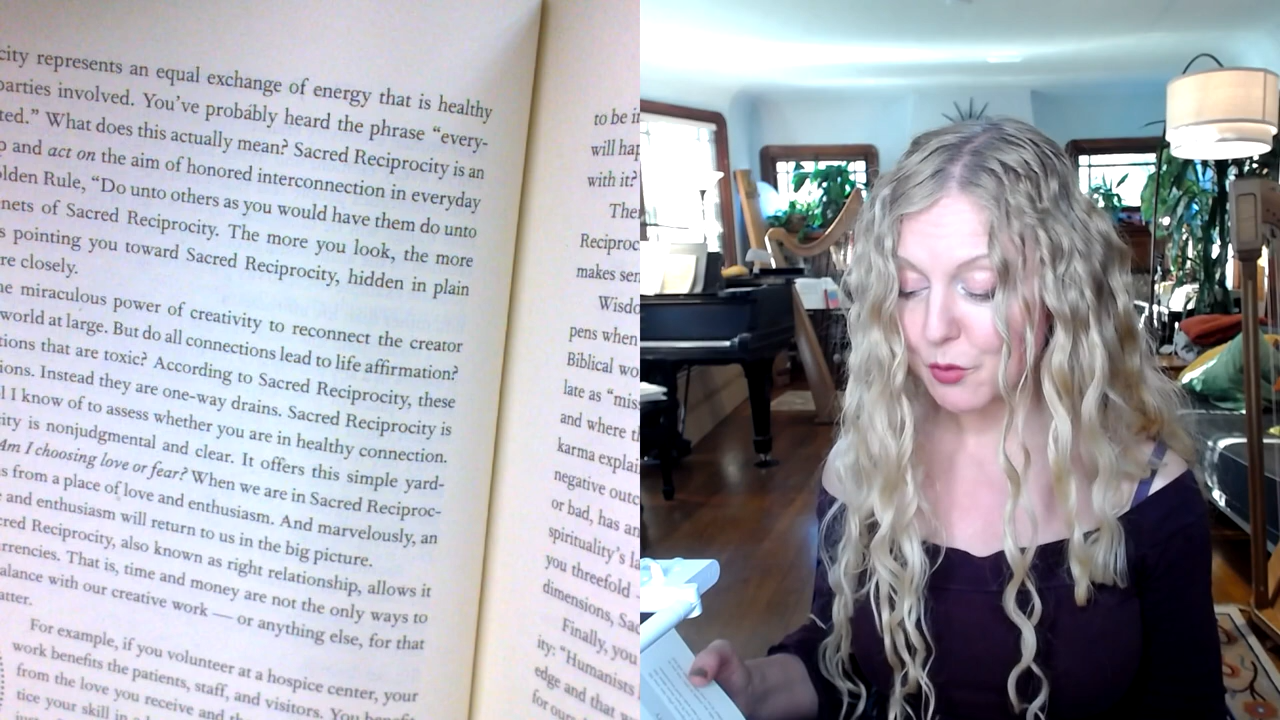 city represents an equal exchange of energy that is healthy
parties involved. You've probably heard the phrase “every-
ted.” What does this actually mean? Sacred Reciprocity is an
p and act on the aim of honored interconnection in everyday
olden Rule, “Do unto others as you would have them do unto
nets of Sacred Reciprocity. The more you look, the more
s pointing you toward Sacred Reciprocity, hidden in plain
re closely.
he miraculous power of creativity to reconnect the creator
world at large. But do all connections lead to life affirmation?
tions that are toxic? According to Sacred Reciprocity, these
ions. Instead they are one-way drains. Sacred Reciprocity is
l I know of to assess whether you are in healthy connection.
ity is nonjudgmental and clear. It offers this simple yard-
Am I choosing love or fear? When we are in Sacred Reciproc-
s from a place of love and enthusiasm. And marvelously, an
e and enthusiasm will return to us in the big picture.
cred Reciprocity, also known as right relationship, allows it
rrencies. That is, time and money are not the only ways to
alance with our creative work — or anything else, for that
atter.
For example, if you volunteer at a hospice center, your
work benefits the patients, staff, and visitors. You benefit
from the love you receive and th
tice your skill in
to be i
will hap
with it?
Ther
Reciproc
makes sen
Wisdo
pens when
Biblical wo
late as “mis
and where t
karma explai
negative outc
or bad, has an
spirituality's l
you threefold
dimensions, Sac
Finally, you
ity: “Humanists
edge and that w
for our